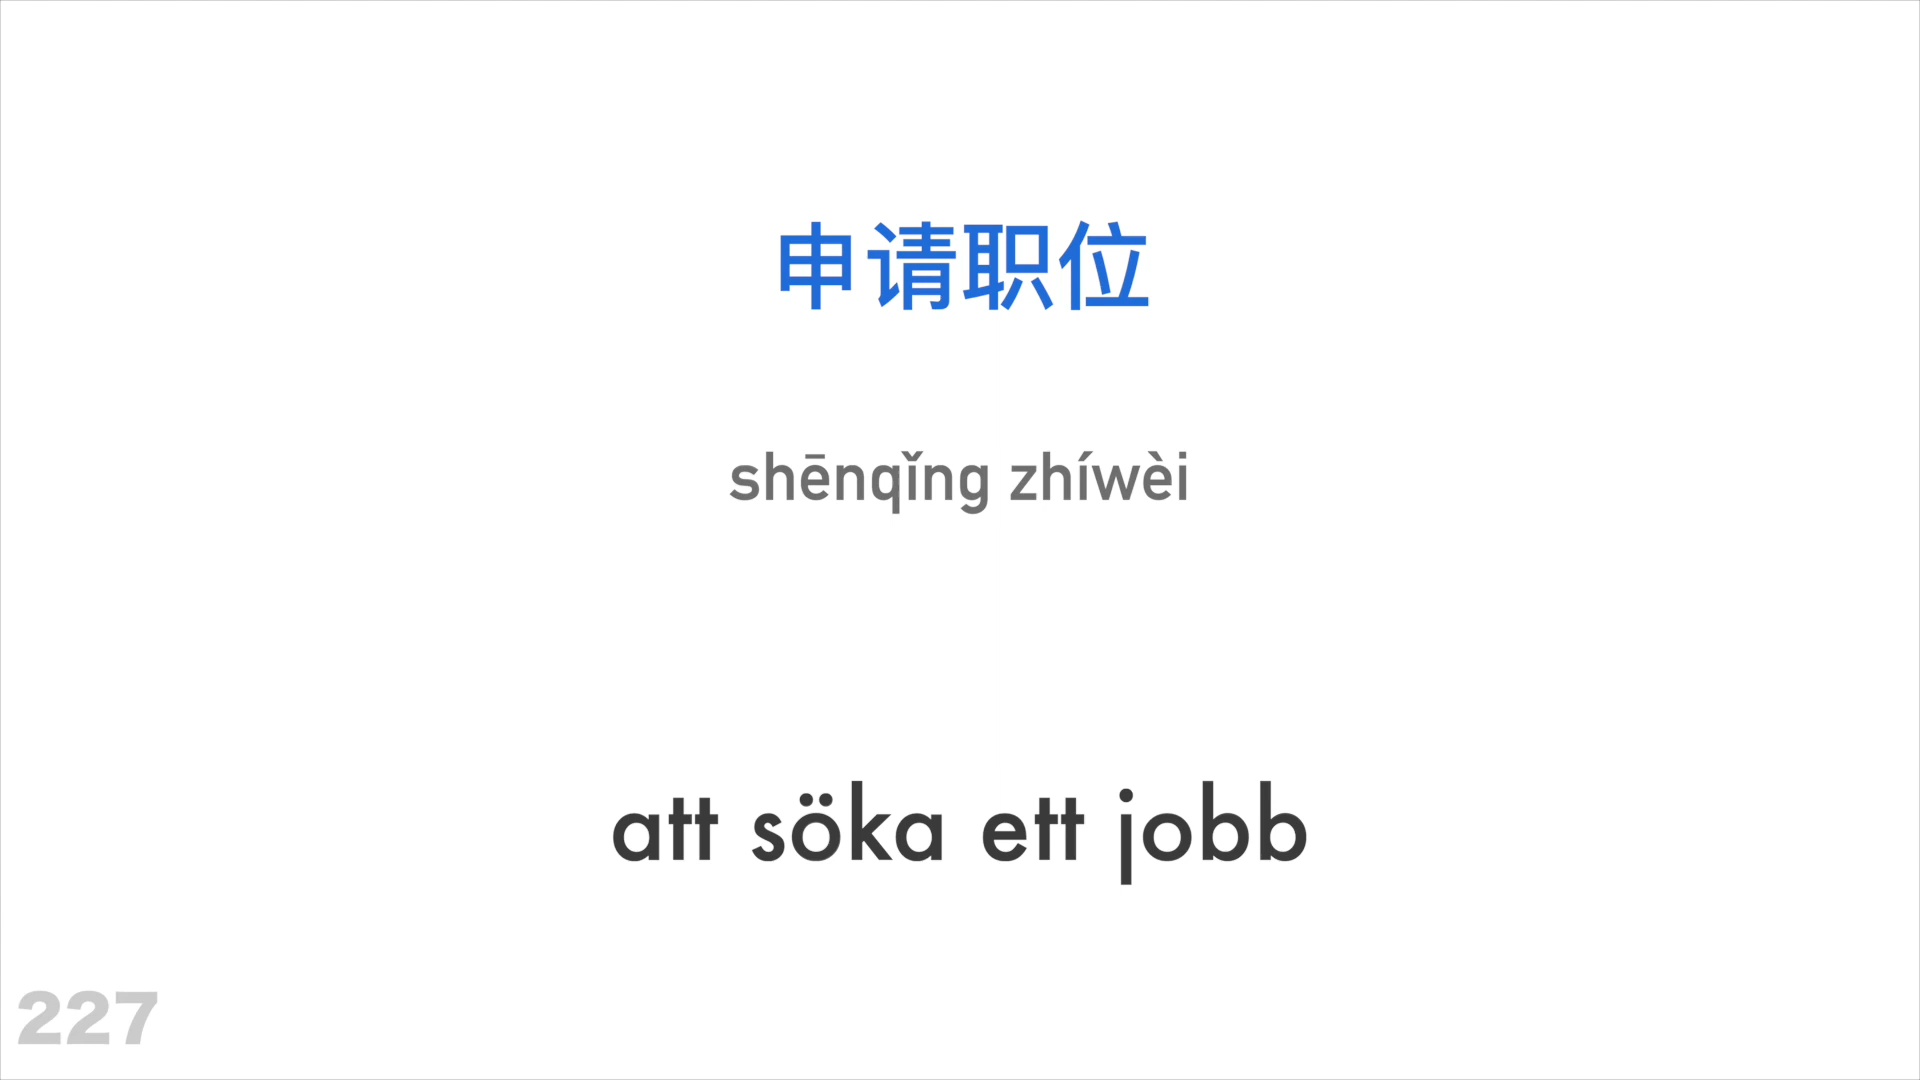 申请职位
shēnqǐng zhíwèi
att söka ett jobb
227